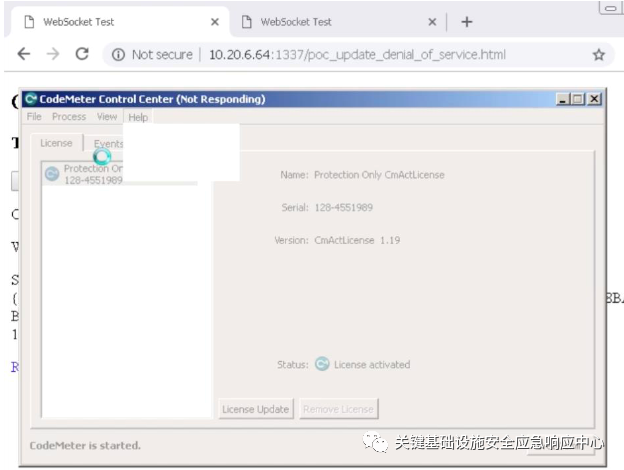 WebSocket Test
WebSocket Test
Not secure | 10.20.6.64:1337/poc_update_denial_of_service.html
CodeMeter Control Center (Not Responding)
File Process View Help
License Events
Protection On
128-4551989
Name: Protection Only CmActLicense
Serial: 128-4551989
Version: CmActLicense 1.19
Status: License activated
License Update Remove License
CodeMeter is started.
关键基础设施安全应急响应中心